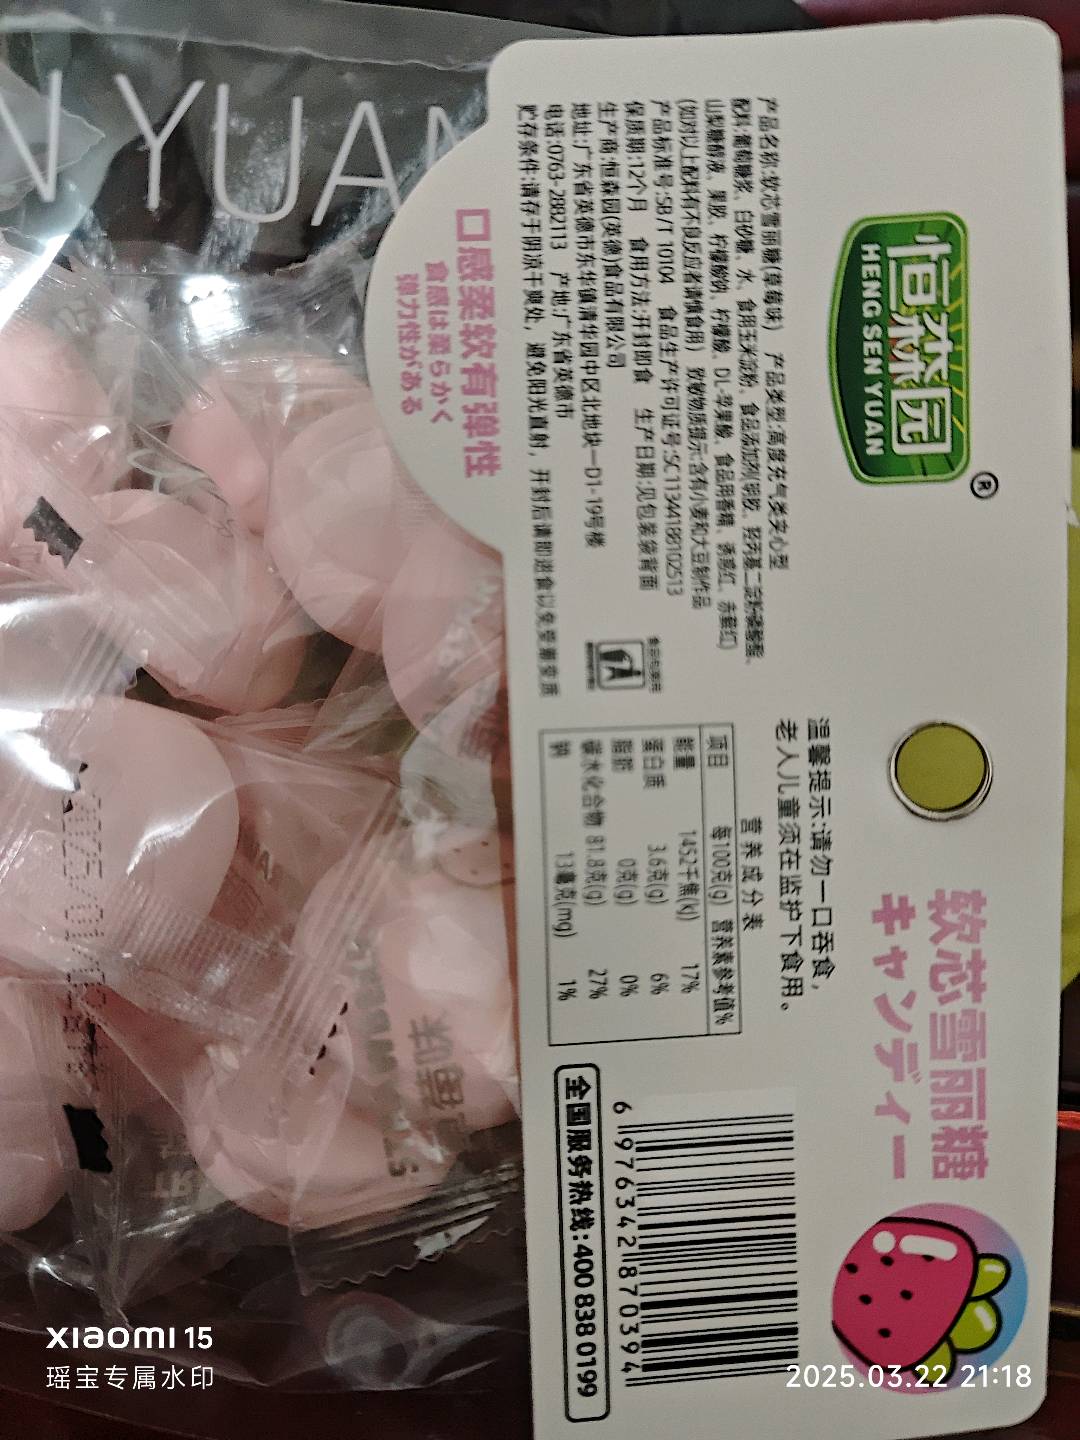 恒森园
HENG SEN YUAN
®
软芯雪丽糖
キャンディー
温馨提示:请勿一口吞食,
老人儿童须在监护下食用。
产品名称:软芯雪丽糖(草莓味) 产品类型:高度充气类夹心型
配料:葡萄糖浆、白砂糖、水、食用玉米淀粉、食品添加剂(明胶、羟丙基二淀粉磷酸酯、
山梨糖醇液、果胶、柠檬酸钠、柠檬酸、DL-苹果酸、食品用香精、诱惑红、赤藓红)
(如对以上配料有不良反应者请慎食用) 致敏物质提示:含有小麦和大豆制作品
产品标准号:SB/T 10104 食品生产许可证号:SC11344188102513
保质期:12个月 食用方法:开封即食 生产日期:见包装袋背面
生产商:恒森园(英德)食品有限公司
地址:广东省英德市东华镇清华园中区北地块—D1-19号楼
电话:0763-2882113 产地:广东省英德市
贮存条件:请存于阴凉干爽处，避免阳光直射，开封后请即进食以免受潮变质
口感柔软有弹性
食感は柔らかく
弾力性がある
营养成分表
项目 每100克(g) 营养素参考值%
能量 1452千焦(kJ) 17%
蛋白质 3.6克(g) 6%
脂肪 0克(g) 0%
碳水化合物 81.8克(g) 27%
钠 13毫克(mg) 1%
6 976342 870394
全国服务热线:400 838 0199
N YUAN
XIAOMI 15
瑶宝专属水印
2025.03.22 21:18